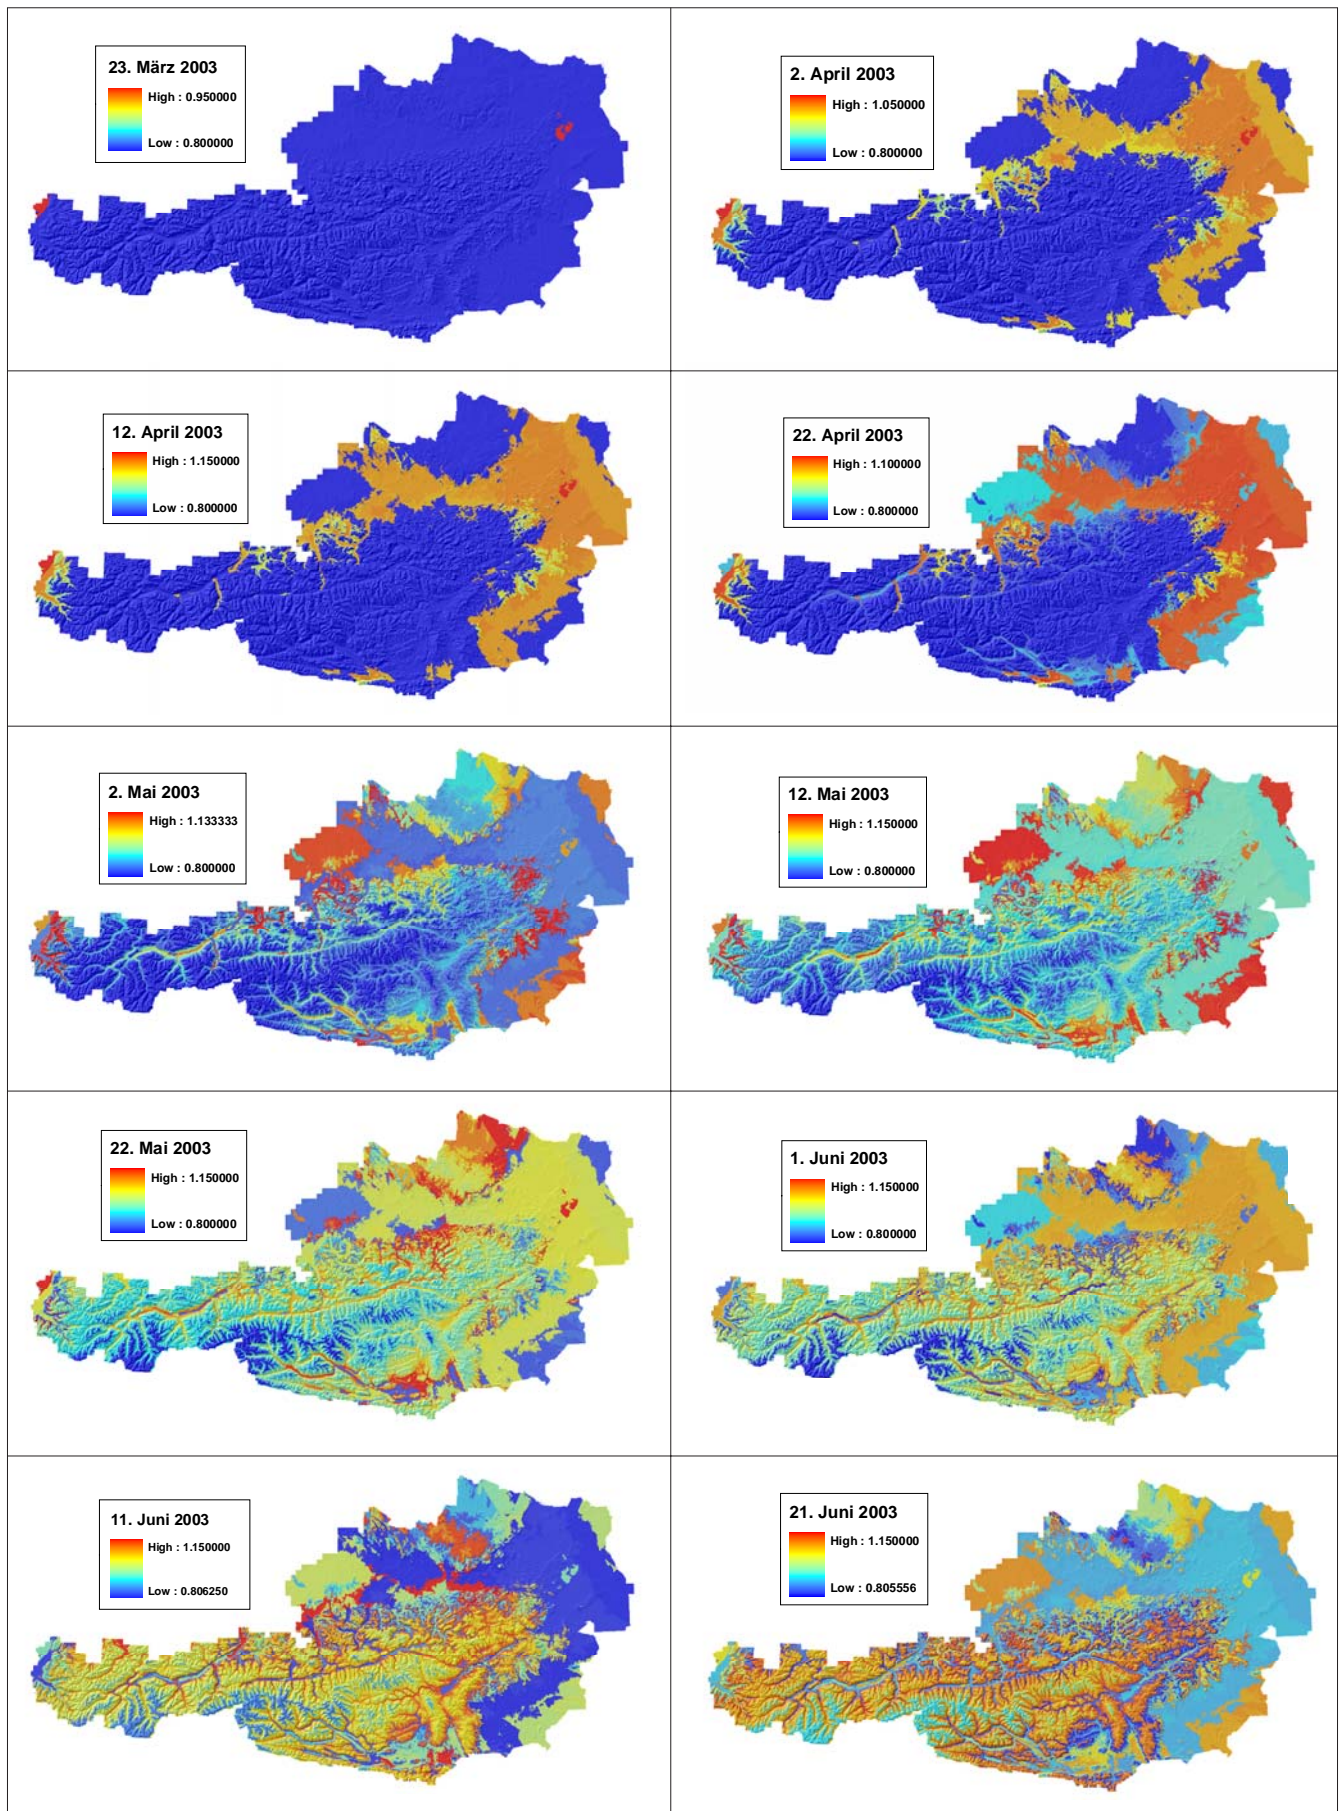 23. März 2003
High : 0.950000
Low : 0.800000
2. April 2003
High : 1.050000
Low : 0.800000
12. April 2003
High : 1.150000
Low : 0.800000
22. April 2003
High : 1.100000
Low : 0.800000
2. Mai 2003
High : 1.133333
Low : 0.800000
12. Mai 2003
High : 1.150000
Low : 0.800000
22. Mai 2003
High : 1.150000
Low : 0.800000
1. Juni 2003
High : 1.150000
Low : 0.800000
11. Juni 2003
High : 1.150000
Low : 0.806250
21. Juni 2003
High : 1.150000
Low : 0.805556